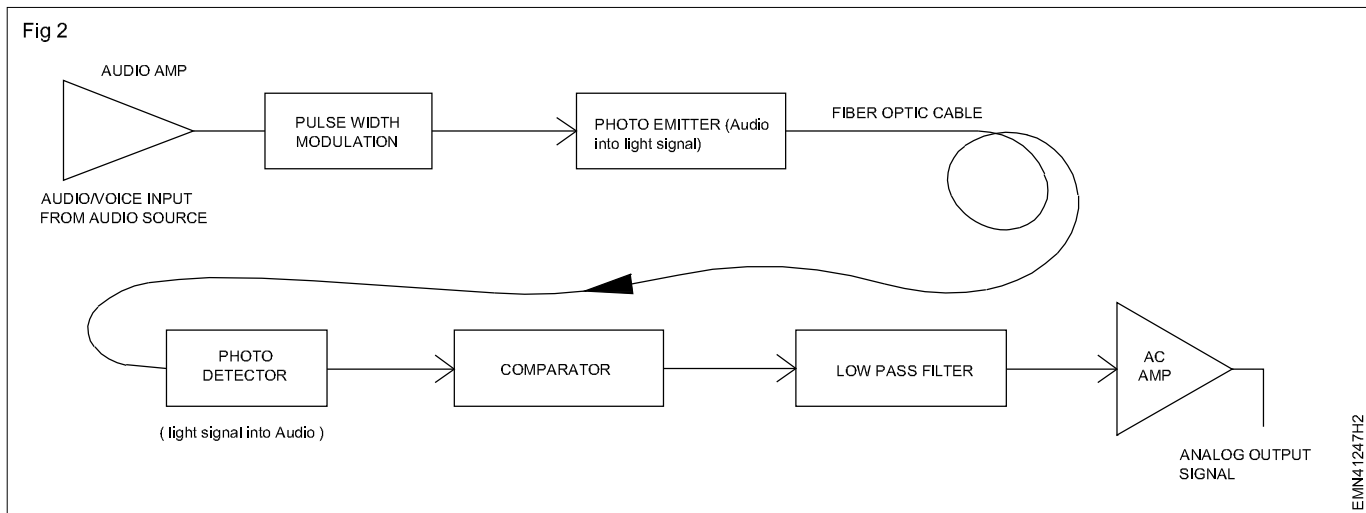 Fig 2
AUDIO AMP
PULSE WIDTH
MODULATION
PHOTO EMITTER (Audio
into light signal)
FIBER OPTIC CABLE
AUDIO/VOICE INPUT
FROM AUDIO SOURCE
PHOTO
DETECTOR
COMPARATOR
LOW PASS FILTER
AC
AMP
( light signal into Audio )
ANALOG OUTPUT
SIGNAL
EMN41247H2